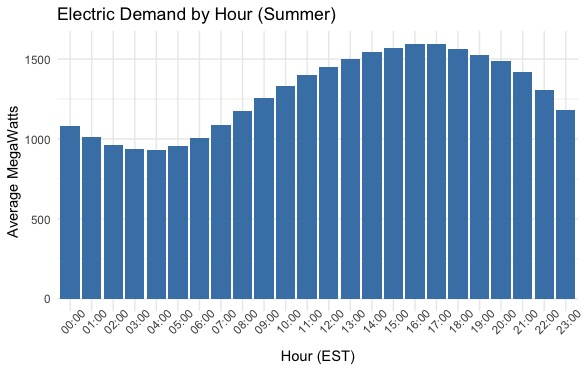 Electric Demand by Hour (Summer)
Average MegaWatts
1500
1000
500
0
00:00 01:00 02:00 03:00 04:00 05:00 06:00 07:00 08:00 09:00 10:00 11:00 12:00 13:00 14:00 15:00 16:00 17:00 18:00 19:00 20:00 21:00 22:00 23:00
Hour (EST)